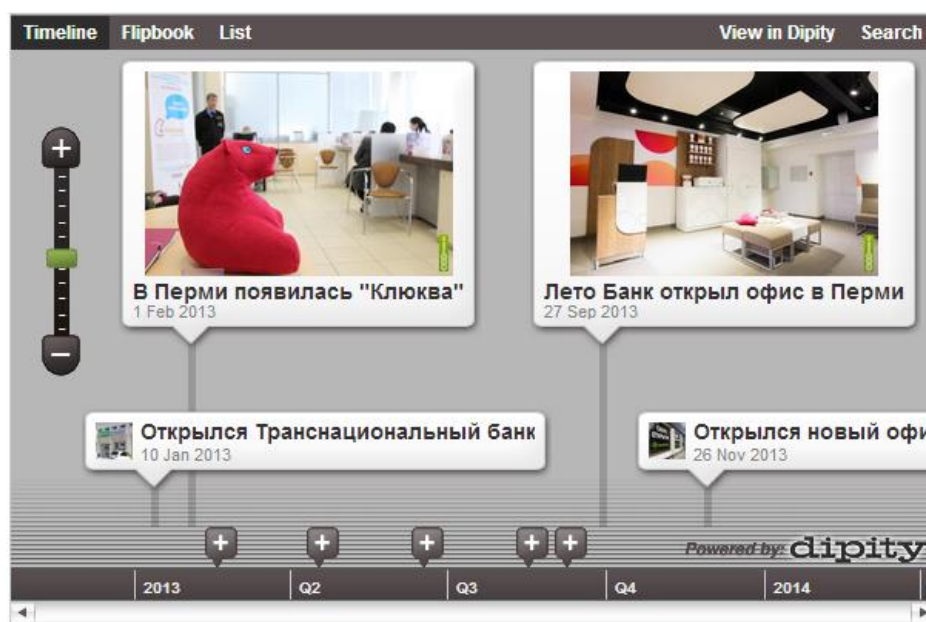 Timeline Flipbook List View in Dipity Search
В Перми появилась "Клюква"
1 Feb 2013
Лето Банк открыл офис в Перми
27 Sep 2013
Открылся Транснациональный банк
10 Jan 2013
Открылся новый офи
26 Nov 2013
Powered by: dipity
2013 Q2 Q3 Q4 2014